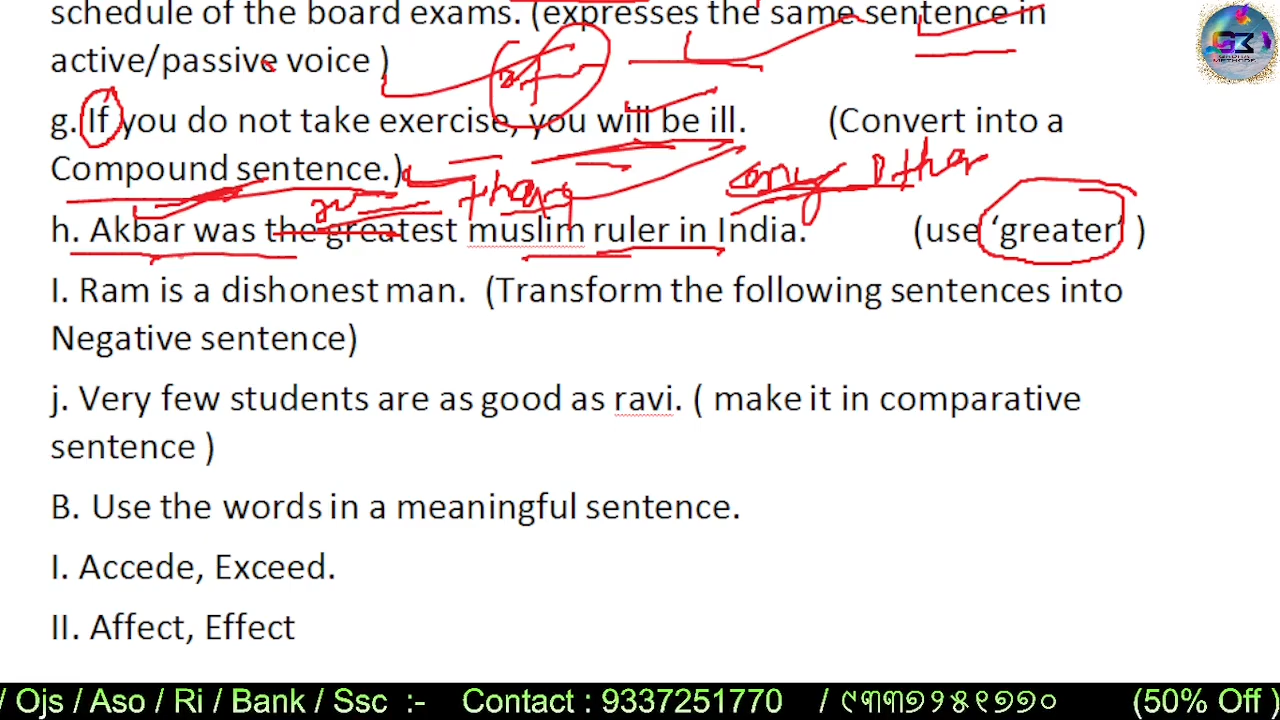 schedule of the board exams. (expresses the same sentence in
active/passive voice )
g. If you do not take exercise, you will be ill. (Convert into a
Compound sentence.)
than any other
h. Akbar was the greatest muslim ruler in India. (use ‘greater’ )
I. Ram is a dishonest man. (Transform the following sentences into
Negative sentence)
j. Very few students are as good as ravi. ( make it in comparative
sentence )
B. Use the words in a meaningful sentence.
I. Accede, Exceed.
II. Affect, Effect
/ Ojs / Aso / Ri / Bank / Ssc :- Contact : 9337251770 / ୯୩୩୭୨୫୧୭୭୦ (50% Off )